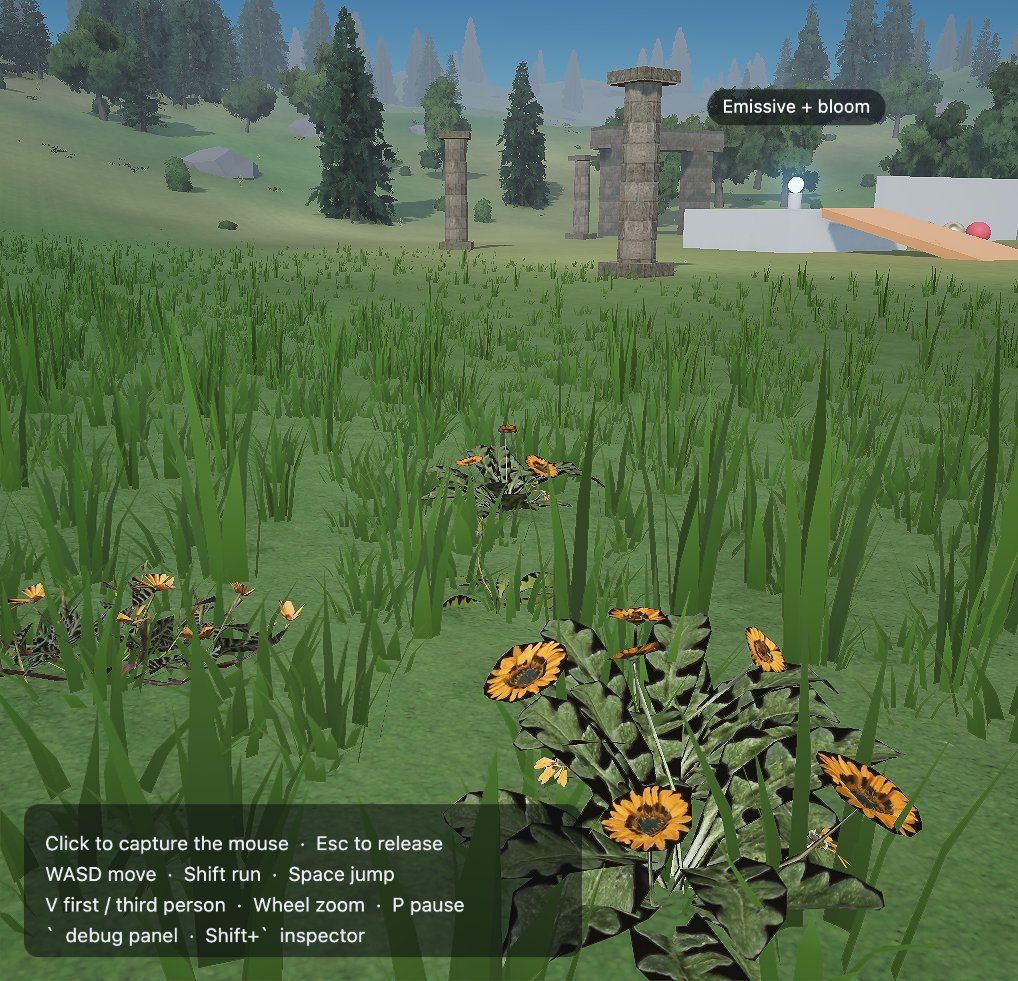 Emissive + bloom
Click to capture the mouse · Esc to release
WASD move · Shift run · Space jump
V first / third person · Wheel zoom · P pause
` debug panel · Shift+` inspector